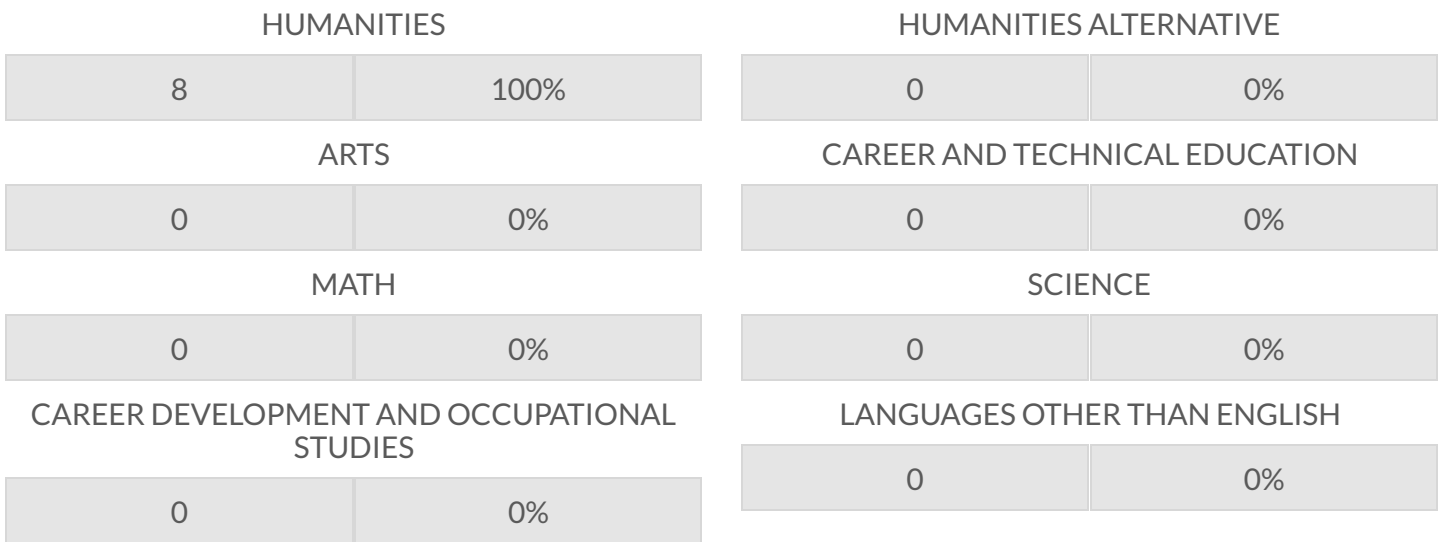 HUMANITIES
8 100%
HUMANITIES ALTERNATIVE
0 0%
ARTS
0 0%
CAREER AND TECHNICAL EDUCATION
0 0%
MATH
0 0%
SCIENCE
0 0%
CAREER DEVELOPMENT AND OCCUPATIONAL
STUDIES
0 0%
LANGUAGES OTHER THAN ENGLISH
0 0%